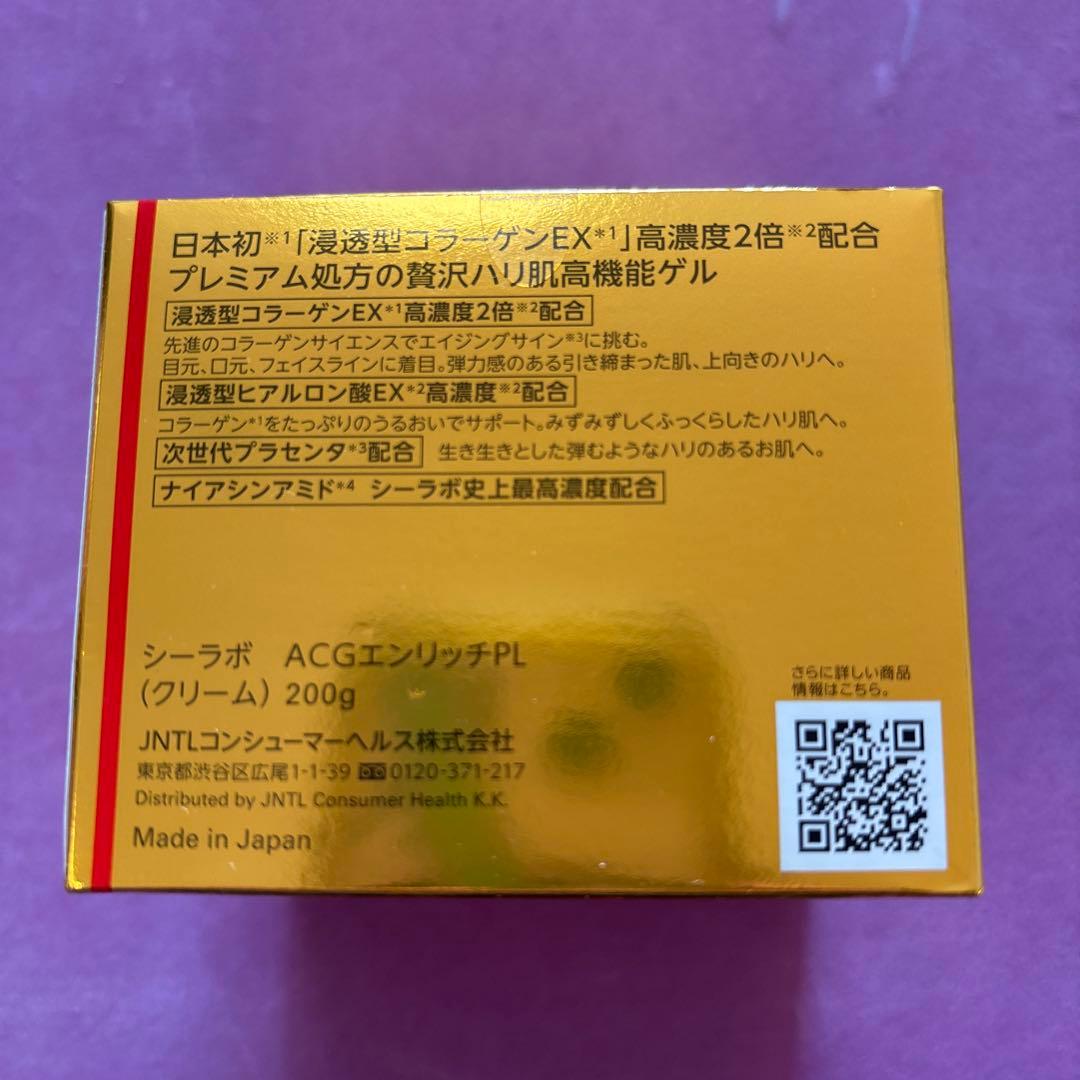 日本初※1「浸透型コラーゲンEX*1」高濃度2倍※2配合
プレミアム処方の贅沢ハリ肌高機能ゲル
浸透型コラーゲンEX*1高濃度2倍※2配合
先進のコラーゲンサイエンスでエイジングサイン※3に挑む。
目元、口元、フェイスラインに着目。弾力感のある引き締まった肌、上向きのハリへ。
浸透型ヒアルロン酸EX*2高濃度※2配合
コラーゲン*1をたっぷりのうるおいでサポート。みずみずしくふっくらしたハリ肌へ。
次世代プラセンタ*3配合 生き生きとした弾むようなハリのあるお肌へ。
ナイアシンアミド*4 シーラボ史上最高濃度配合
シーラボ ACGエンリッチPL
(クリーム) 200g
JNTLコンシューマーヘルス株式会社
東京都渋谷区広尾1-1-39 0120-371-217
Distributed by JNTL Consumer Health K.K.
Made in Japan
さらに詳しい商品
情報はこちら。